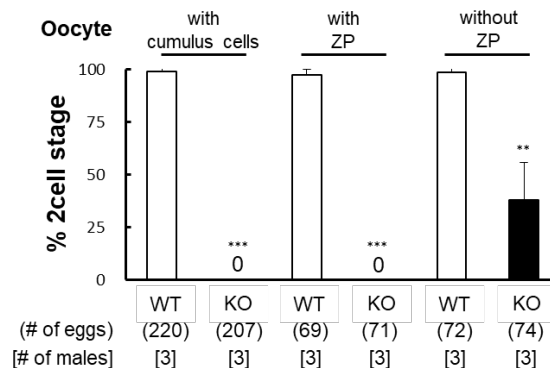 Oocyte
with
cumulus cells
with
ZP
without
ZP
% 2cell stage
100
75
50
25
0
***
0
***
0
**
WT KO WT KO WT KO
(# of eggs) (220) (207) (69) (71) (72) (74)
[# of males] [3] [3] [3] [3] [3] [3]